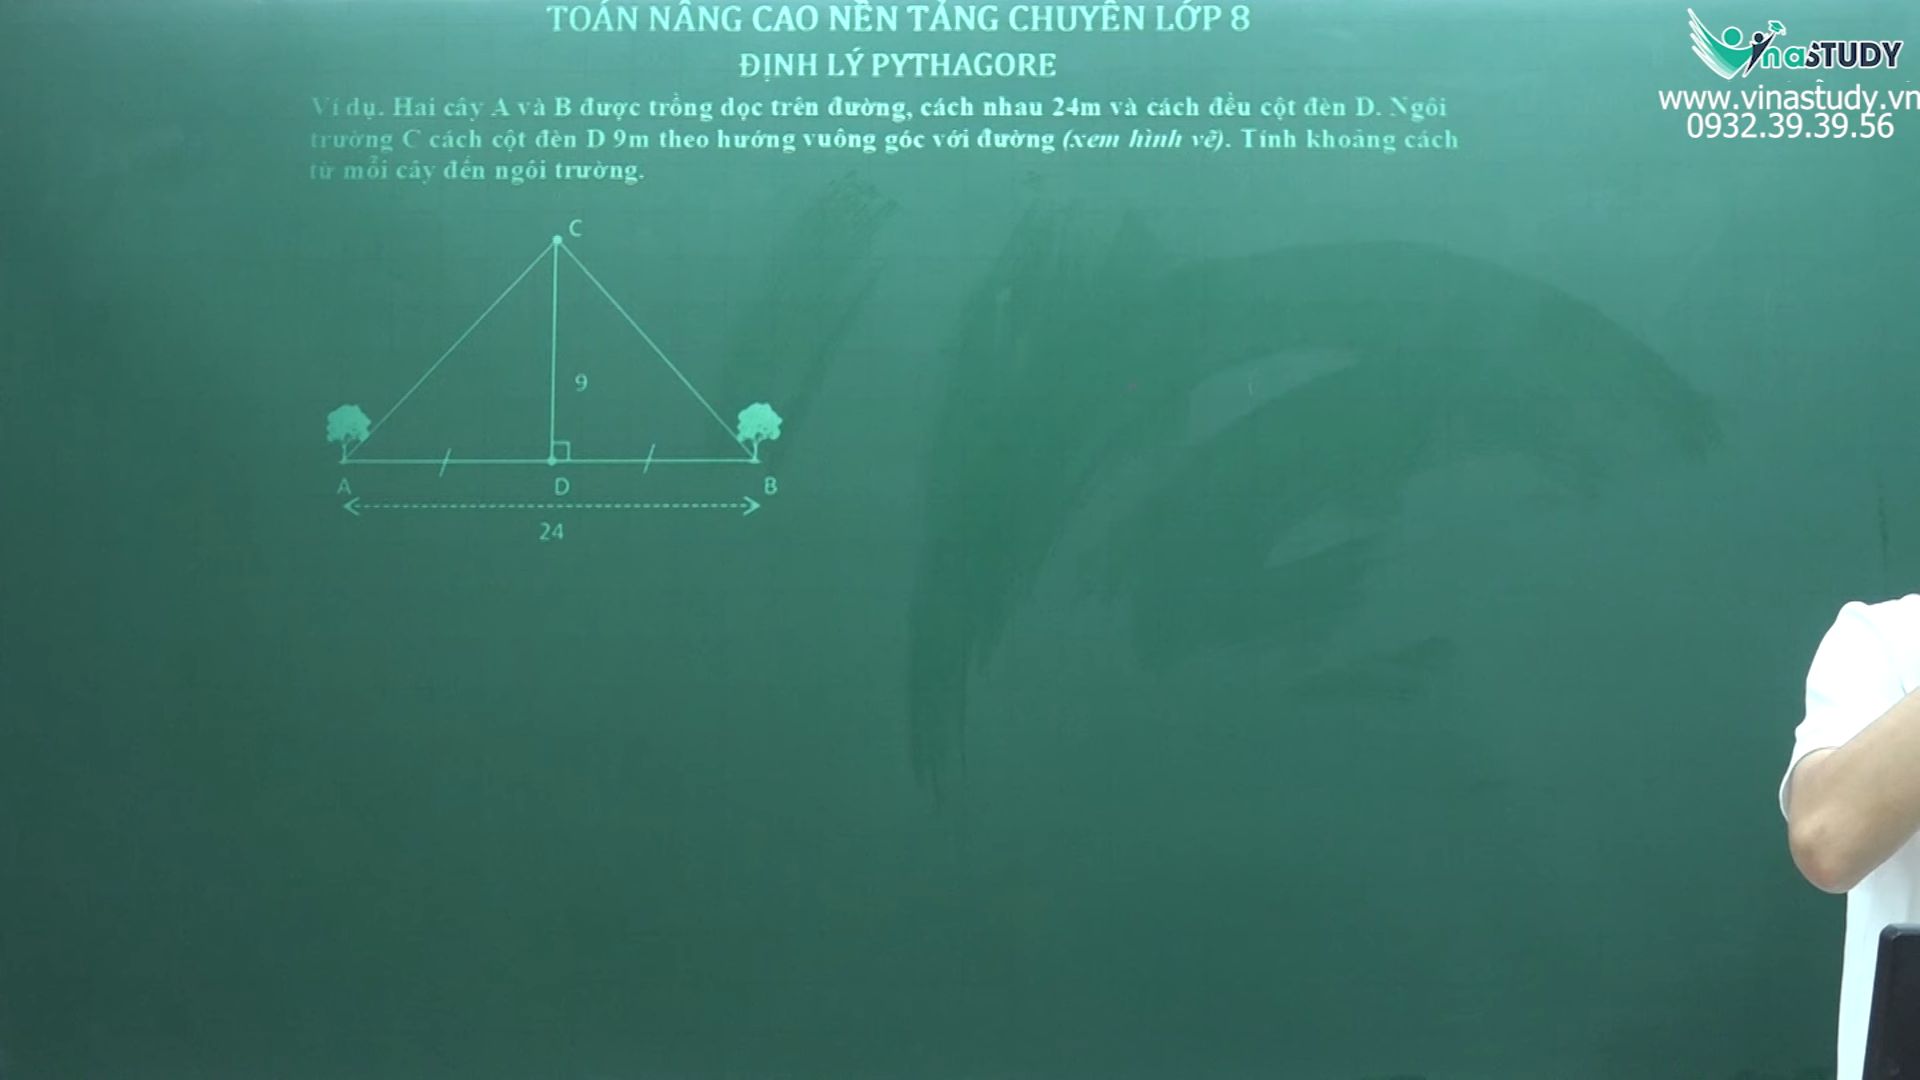 TOÁN NÂNG CAO NỀN TẢNG CHUYÊN LỚP 8
ĐỊNH LÝ PYTHAGORE
VinaSTUDY
www.vinastudy.vn
0932.39.39.56
Ví dụ. Hai cây A và B được trồng dọc trên đường, cách nhau 24m và cách đều cột đèn D. Ngôi
trường C cách cột đèn D 9m theo hướng vuông góc với đường (xem hình vẽ). Tính khoảng cách
từ mỗi cây đến ngôi trường.
C
9
A D B
24